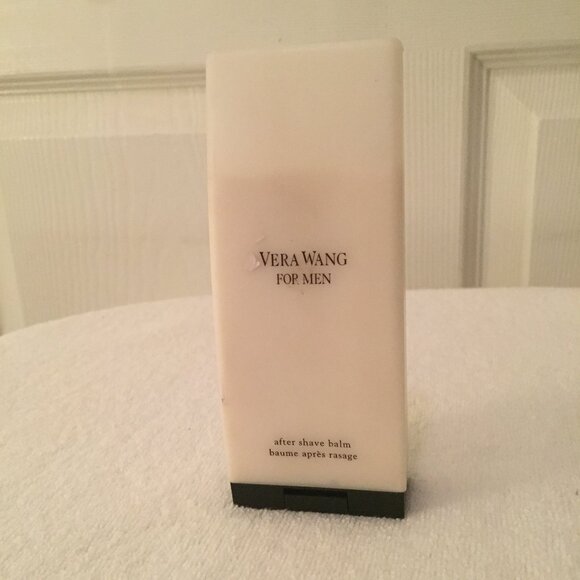 VERA WANG
FOR MEN
after shave balm
baume après rasage